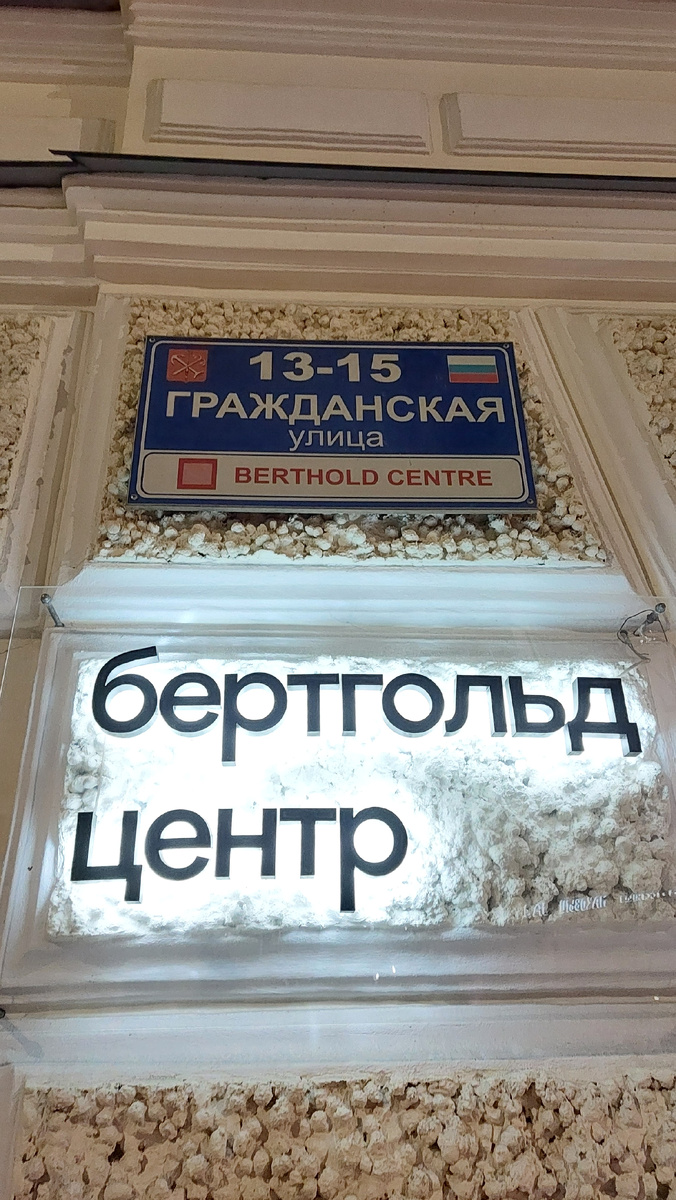 13-15
ГРАЖДАНСКАЯ
улица
BERTHOLD CENTRE
бертгольд
центр